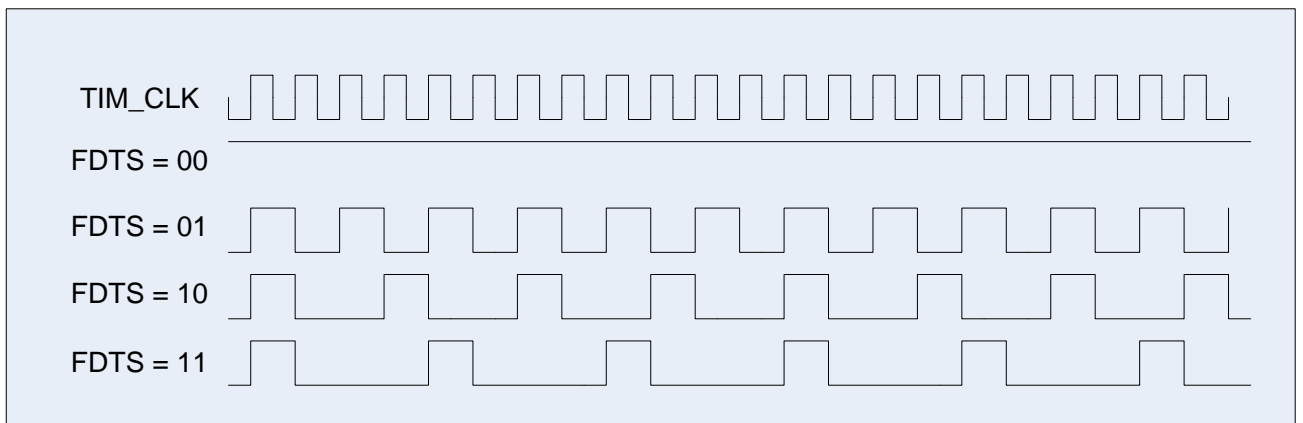 TIM_CLK
FDTS = 00
FDTS = 01
FDTS = 10
FDTS = 11